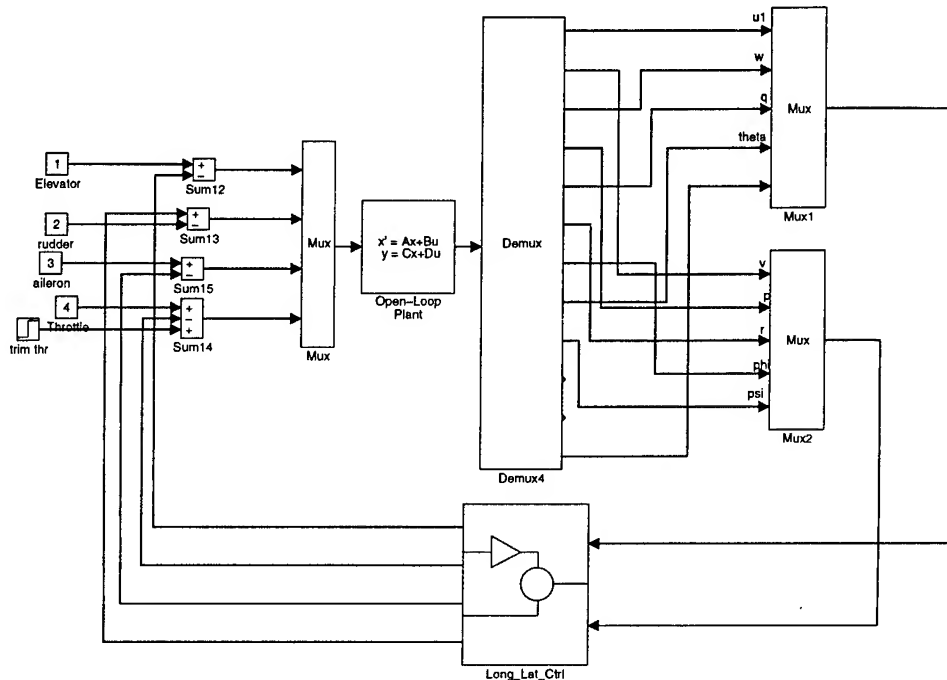 u1
w
q
Mux
theta
Mux1
1
+
−
Elevator
Sum12
2
+
−
rudder
Sum13
3
+
−
aileron
Sum15
4
+
−
+
Throttle
trim thr
Sum14
Mux
Mux
x' = Ax+Bu
y = Cx+Du
Open-Loop
Plant
Demux
Demux4
v
p
r
phi
psi
Mux
Mux2
Long_Lat_Ctrl